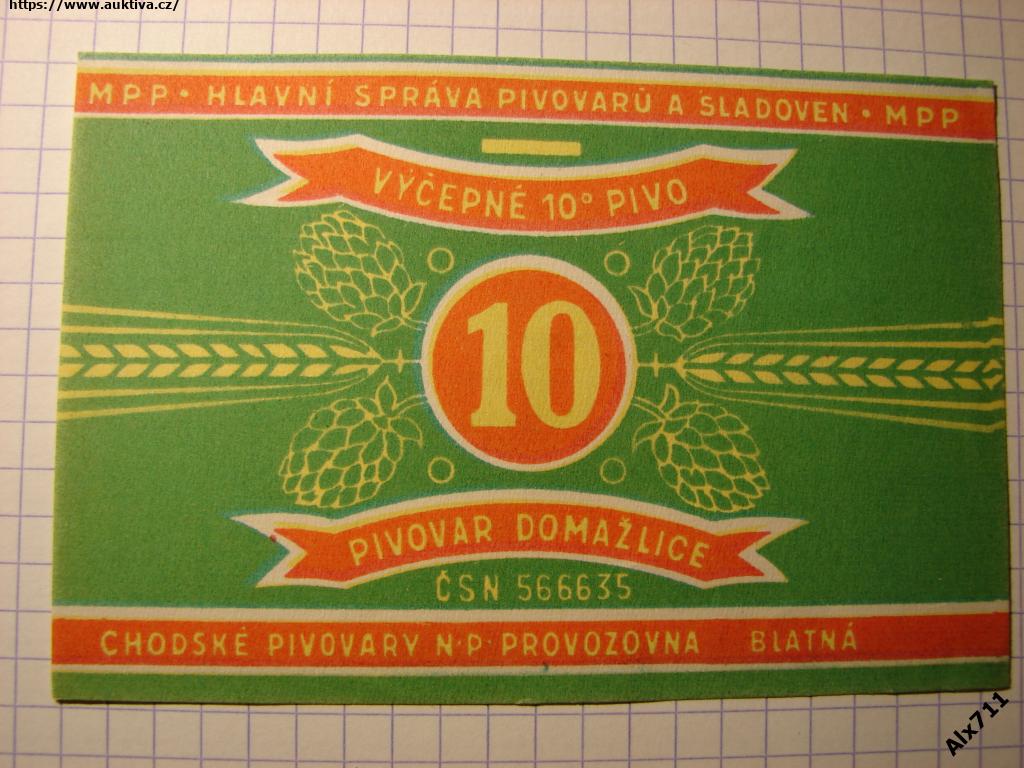 https://www.auktiva.cz/
MPP • HLAVNÍ SPRÁVA PIVOVARŮ A SLADOVEN • MPP
VÝČEPNÉ 10° PIVO
10
PIVOVAR DOMAŽLICE
ČSN 566635
CHODSKÉ PIVOVARY N·P· PROVOZOVNA BLATNÁ
Alx711